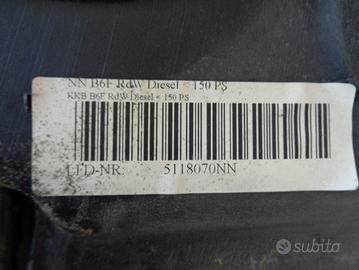 NN B6F RdW Diesel < 150 PS
KKB B6F RdW Diesel < 150 PS
LFD-NR: 5118070NN
subito